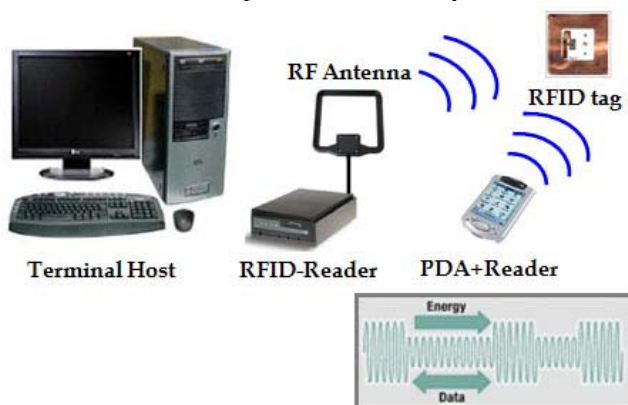 RF Antenna
RFID tag
Terminal Host
RFID-Reader
PDA+Reader
Energy
Data